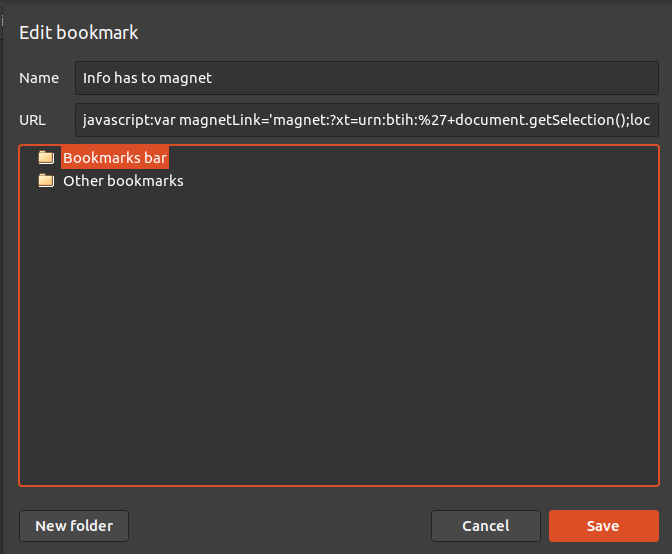 Edit bookmark
Name Info has to magnet
URL javascript:var magnetLink='magnet:?xt=urn:btih:%27+document.getSelection();loc
Bookmarks bar
Other bookmarks
New folder Cancel Save